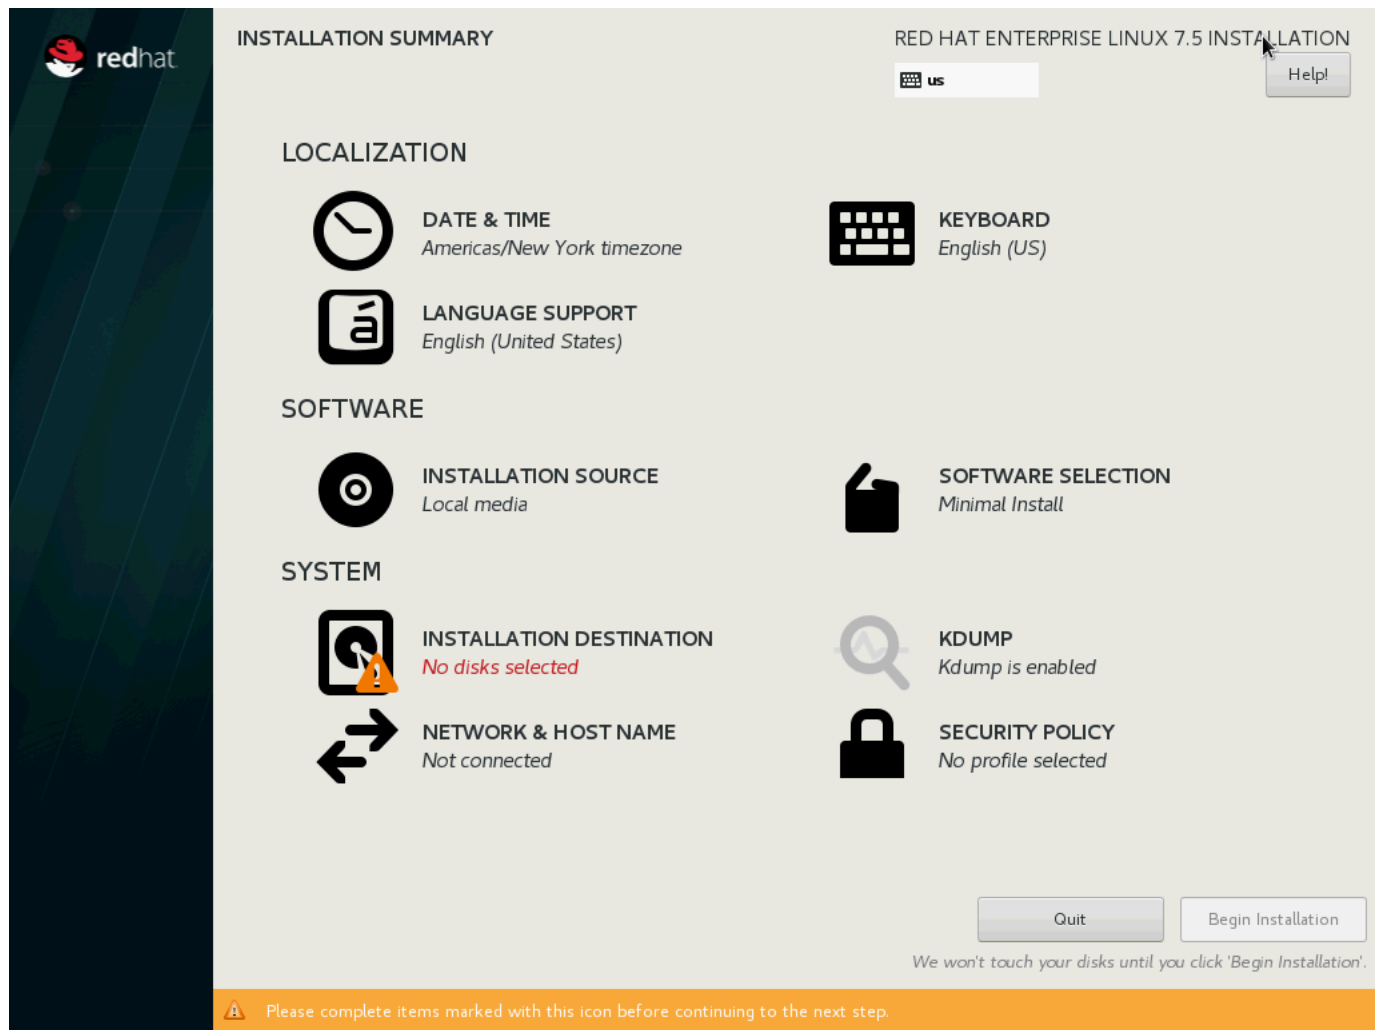 redhat
INSTALLATION SUMMARY
RED HAT ENTERPRISE LINUX 7.5 INSTALLATION
us
Help!
LOCALIZATION
DATE & TIME
Americas/New York timezone
KEYBOARD
English (US)
á
LANGUAGE SUPPORT
English (United States)
SOFTWARE
INSTALLATION SOURCE
Local media
SOFTWARE SELECTION
Minimal Install
SYSTEM
INSTALLATION DESTINATION
No disks selected
KDUMP
Kdump is enabled
NETWORK & HOST NAME
Not connected
SECURITY POLICY
No profile selected
Quit
Begin Installation
We won't touch your disks until you click 'Begin Installation'.
Please complete items marked with this icon before continuing to the next step.